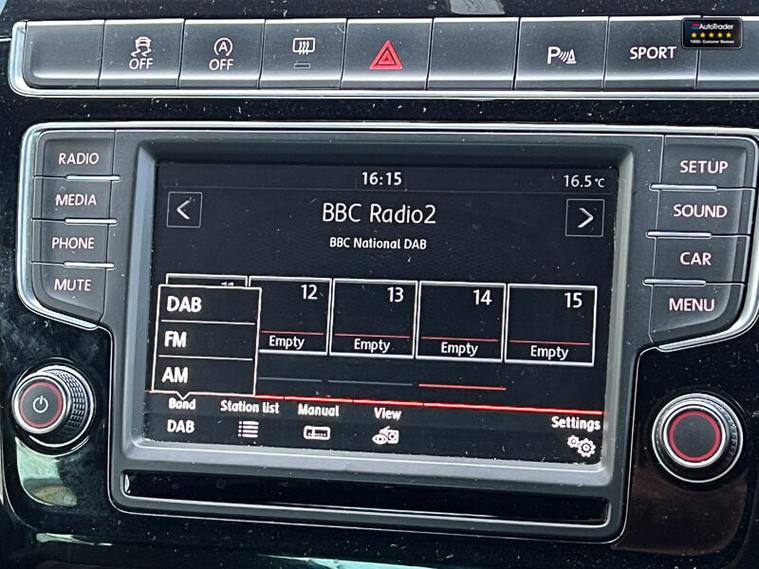 AutoTrader
OFF
OFF
SPORT
RADIO
MEDIA
PHONE
MUTE
SETUP
SOUND
CAR
MENU
16:15
16.5°C
BBC Radio2
BBC National DAB
12
13
14
15
Empty
Empty
Empty
Empty
DAB
FM
AM
Band
Station list
Manual
View
Settings
DAB